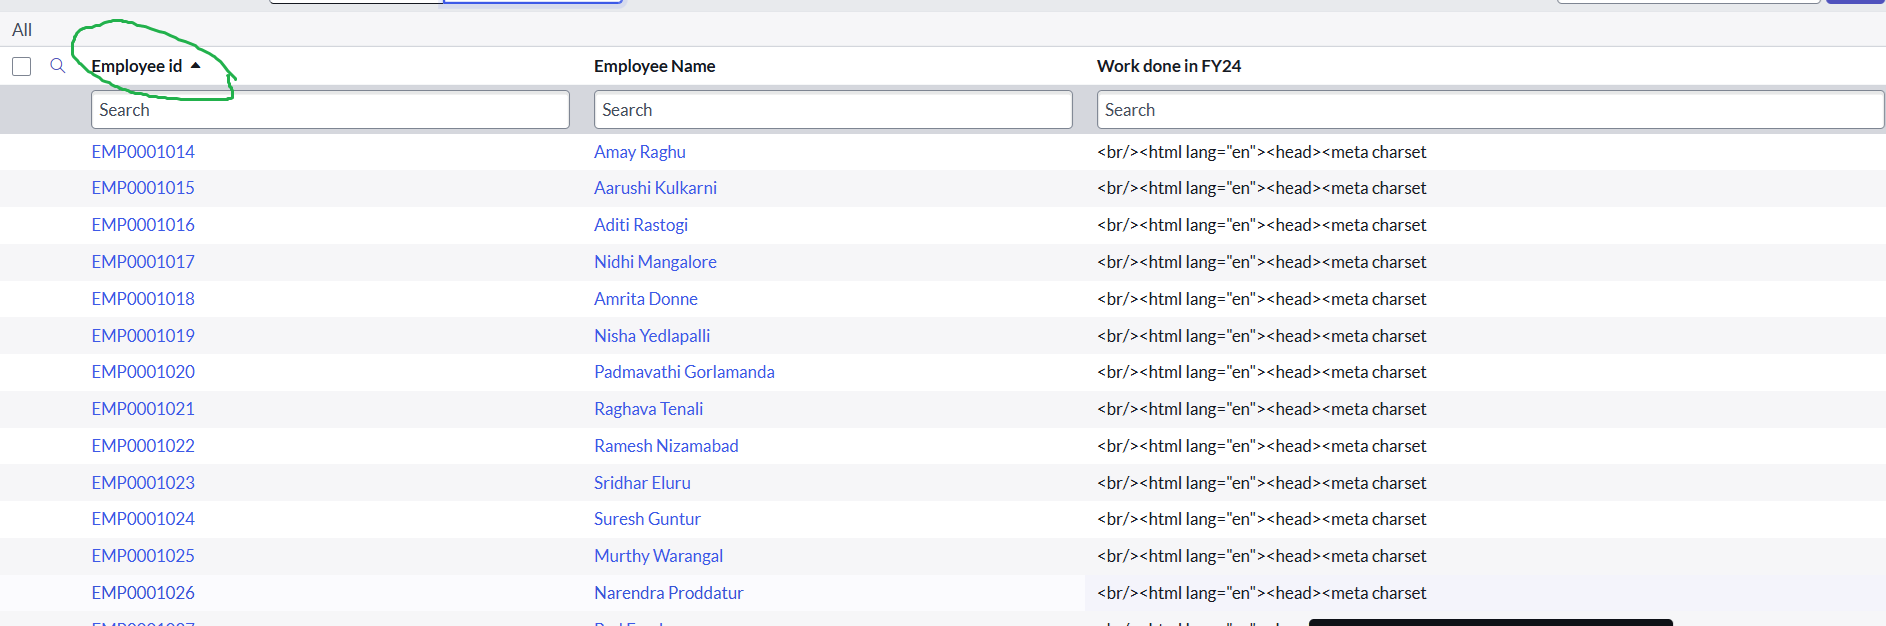 All
Employee id Employee Name Work done in FY24
Search Search Search
EMP0001014 Amay Raghu <br/><html lang="en"><head><meta charset
EMP0001015 Aarushi Kulkarni <br/><html lang="en"><head><meta charset
EMP0001016 Aditi Rastogi <br/><html lang="en"><head><meta charset
EMP0001017 Nidhi Mangalore <br/><html lang="en"><head><meta charset
EMP0001018 Amrita Donne <br/><html lang="en"><head><meta charset
EMP0001019 Nisha Yedlapalli <br/><html lang="en"><head><meta charset
EMP0001020 Padmavathi Gorlamanda <br/><html lang="en"><head><meta charset
EMP0001021 Raghava Tenali <br/><html lang="en"><head><meta charset
EMP0001022 Ramesh Nizamabad <br/><html lang="en"><head><meta charset
EMP0001023 Sridhar Eluru <br/><html lang="en"><head><meta charset
EMP0001024 Suresh Guntur <br/><html lang="en"><head><meta charset
EMP0001025 Murthy Warangal <br/><html lang="en"><head><meta charset
EMP0001026 Narendra Proddatur <br/><html lang="en"><head><meta charset